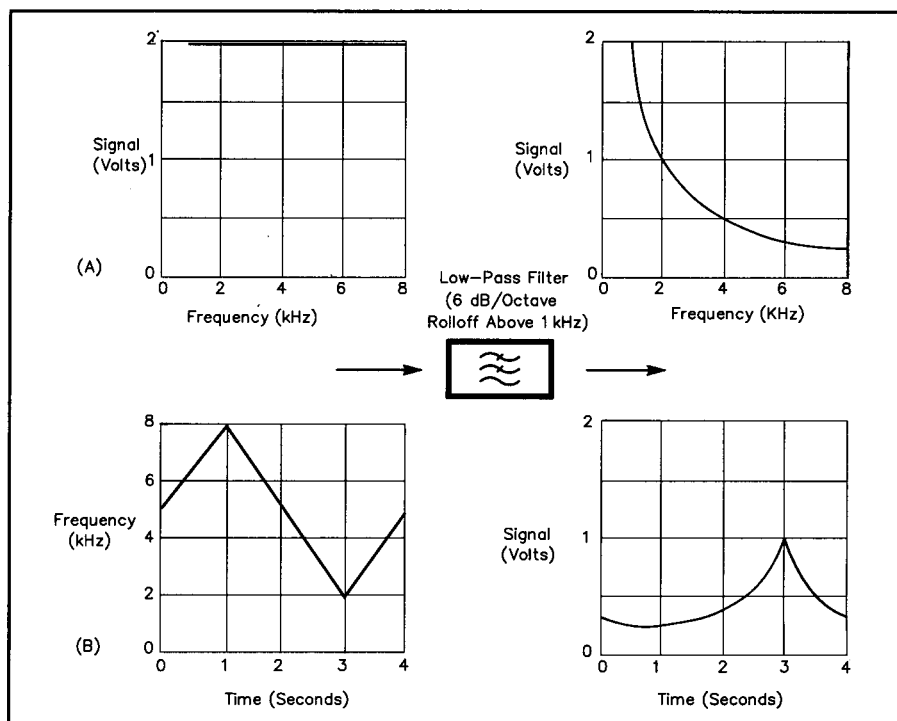 2
1
0
Signal
(Volts)
(A)
0 2 4 6 8
Frequency (kHz)
2
1
0
Signal
(Volts)
0 2 4 6 8
Frequency (KHz)
Low-Pass Filter
(6 dB/Octave
Rolloff Above 1 kHz)
8
6
4
2
0
Frequency
(kHz)
(B)
0 1 2 3 4
Time (Seconds)
2
1
0
Signal
(Volts)
0 1 2 3 4
Time (Seconds)